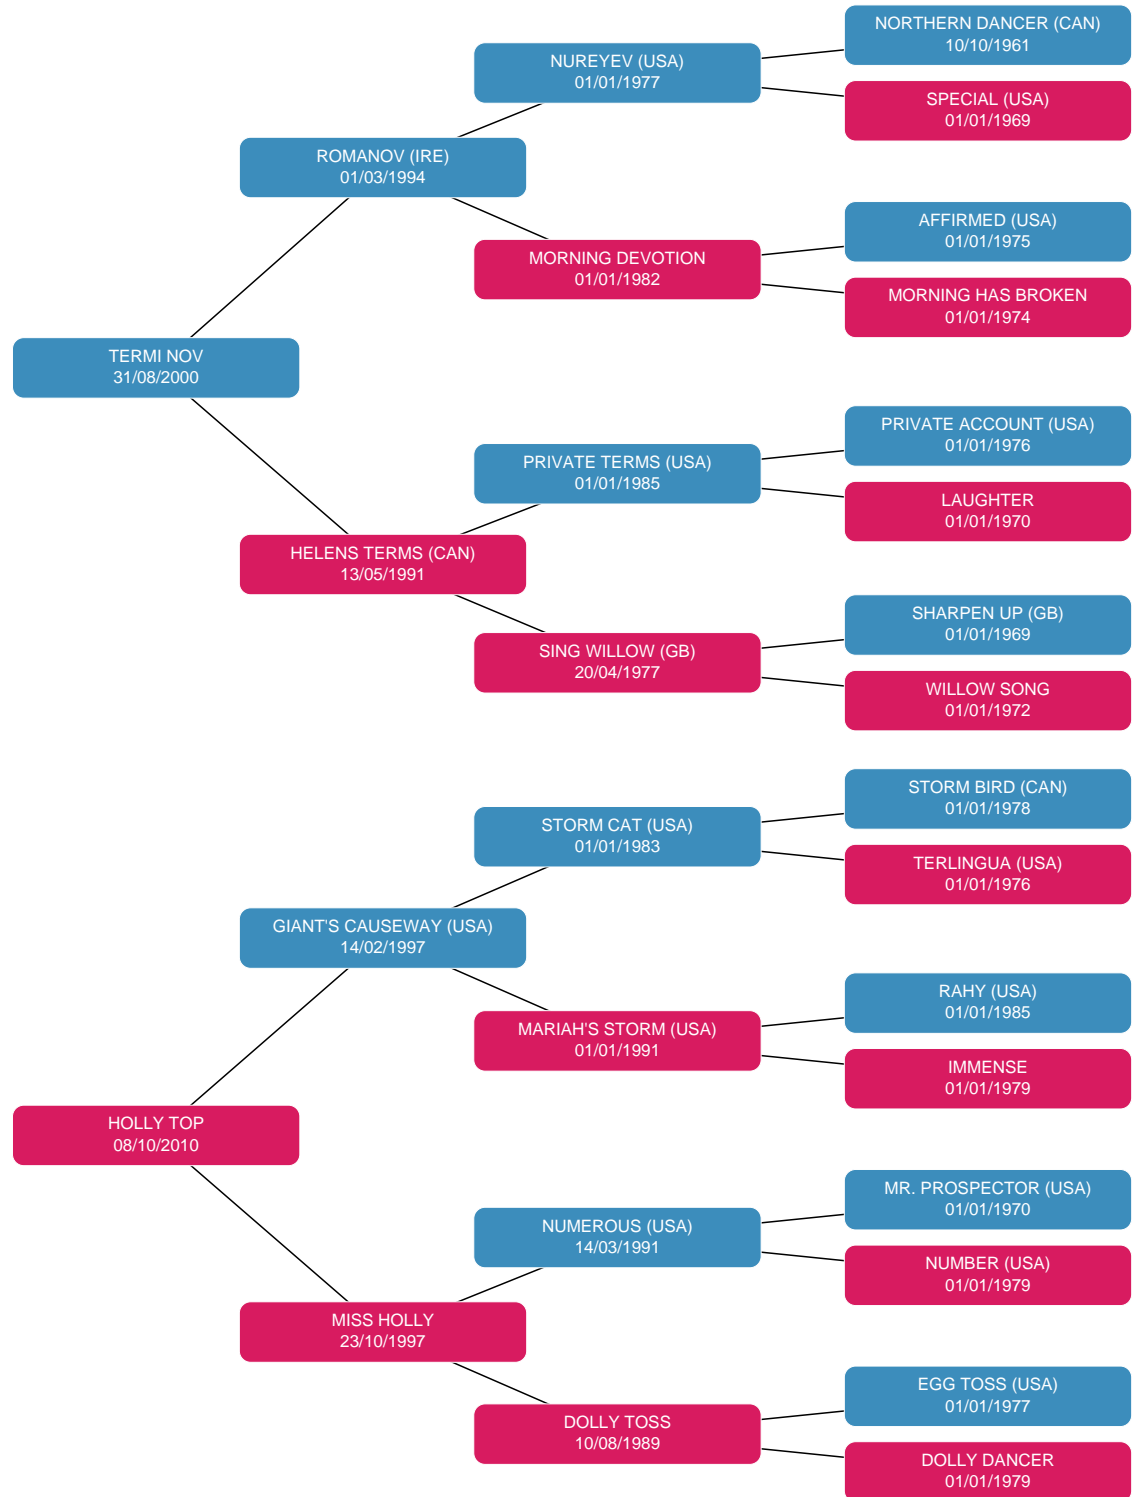 NORTHERN DANCER (CAN)
10/10/1961
NUREYEV (USA)
01/01/1977
SPECIAL (USA)
01/01/1969
ROMANOV (IRE)
01/03/1994
AFFIRMED (USA)
01/01/1975
MORNING DEVOTION
01/01/1982
MORNING HAS BROKEN
01/01/1974
TERMI NOV
31/08/2000
PRIVATE ACCOUNT (USA)
01/01/1976
PRIVATE TERMS (USA)
01/01/1985
LAUGHTER
01/01/1970
HELENS TERMS (CAN)
13/05/1991
SHARPEN UP (GB)
01/01/1969
SING WILLOW (GB)
20/04/1977
WILLOW SONG
01/01/1972
STORM BIRD (CAN)
01/01/1978
STORM CAT (USA)
01/01/1983
TERLINGUA (USA)
01/01/1976
GIANT'S CAUSEWAY (USA)
14/02/1997
RAHY (USA)
01/01/1985
MARIAH'S STORM (USA)
01/01/1991
IMMENSE
01/01/1979
HOLLY TOP
08/10/2010
MR. PROSPECTOR (USA)
01/01/1970
NUMEROUS (USA)
14/03/1991
NUMBER (USA)
01/01/1979
MISS HOLLY
23/10/1997
EGG TOSS (USA)
01/01/1977
DOLLY TOSS
10/08/1989
DOLLY DANCER
01/01/1979